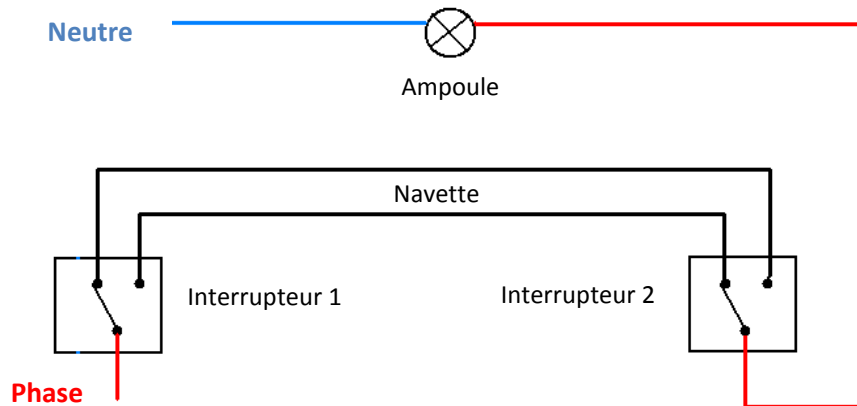 Neutre
Ampoule
Navette
Interrupteur 1
Interrupteur 2
Phase